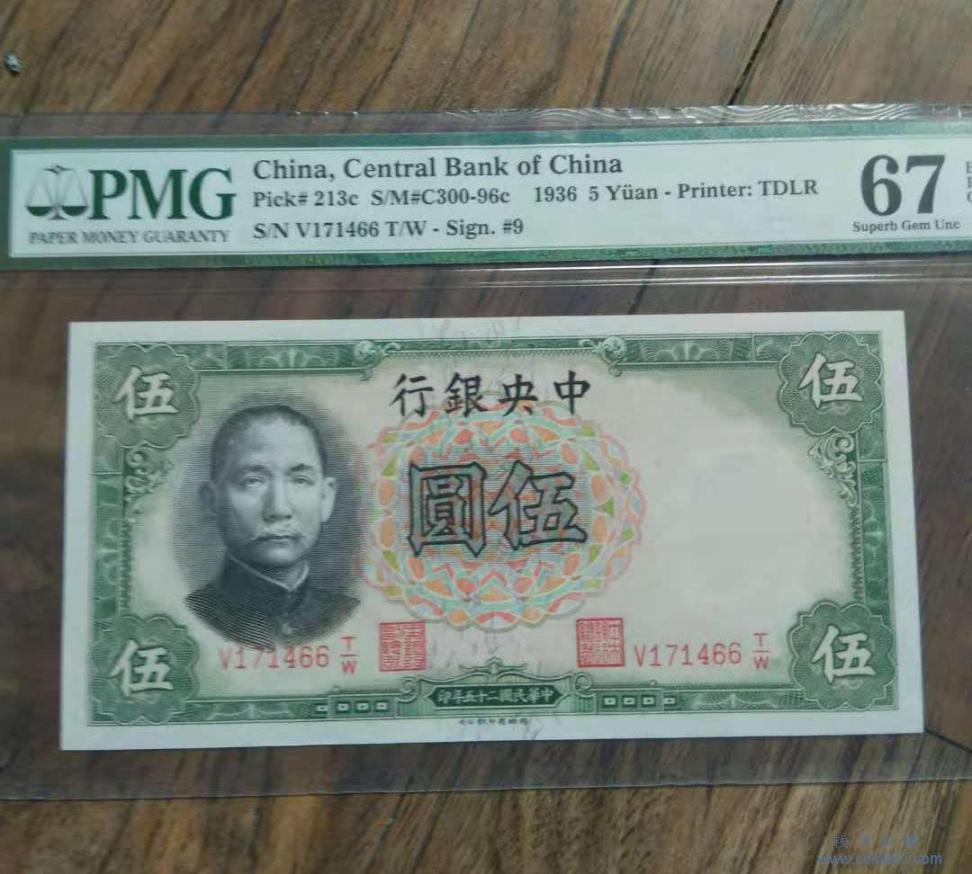 PMG
PAPER MONEY GUARANTY
China, Central Bank of China
Pick# 213c S/M#C300-96c 1936 5 Yüan - Printer: TDLR
S/N V171466 T/W - Sign. #9
67
Superb Gem Unc
伍
伍
行銀央中
圓伍
V171466 T/W
V171466 T/W
伍
伍
印年五十二國民華中